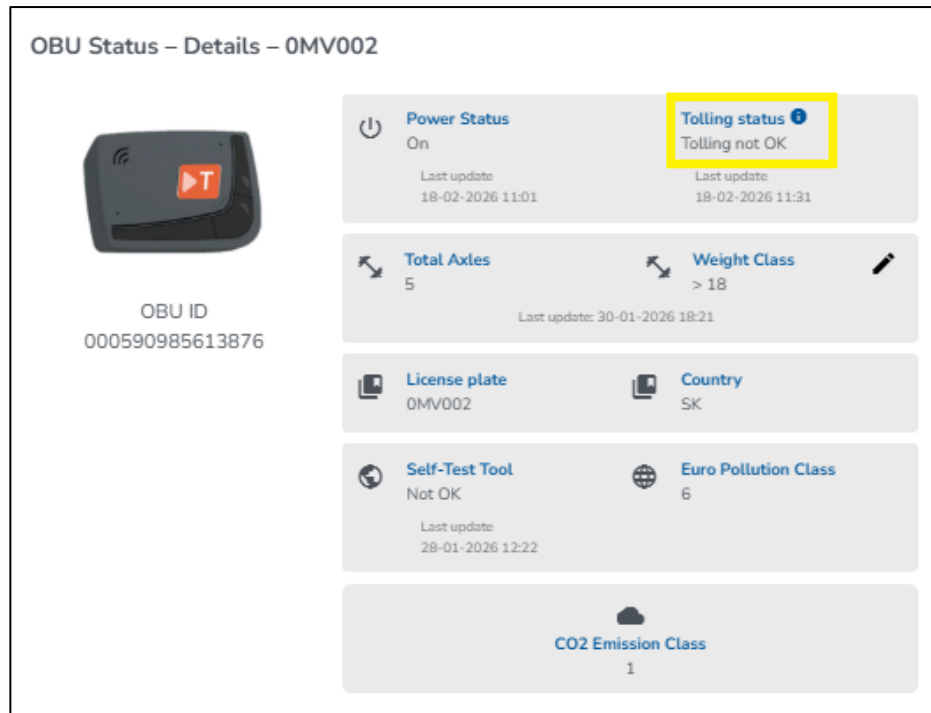 OBU Status – Details – 0MV002
T
OBU ID
000590985613876
Power Status
On
Last update
18-02-2026 11:01
Tolling status
Tolling not OK
Last update
18-02-2026 11:31
Total Axles
5
Weight Class
> 18
Last update: 30-01-2026 18:21
License plate
0MV002
Country
SK
Self-Test Tool
Not OK
Last update
28-01-2026 12:22
Euro Pollution Class
6
CO2 Emission Class
1